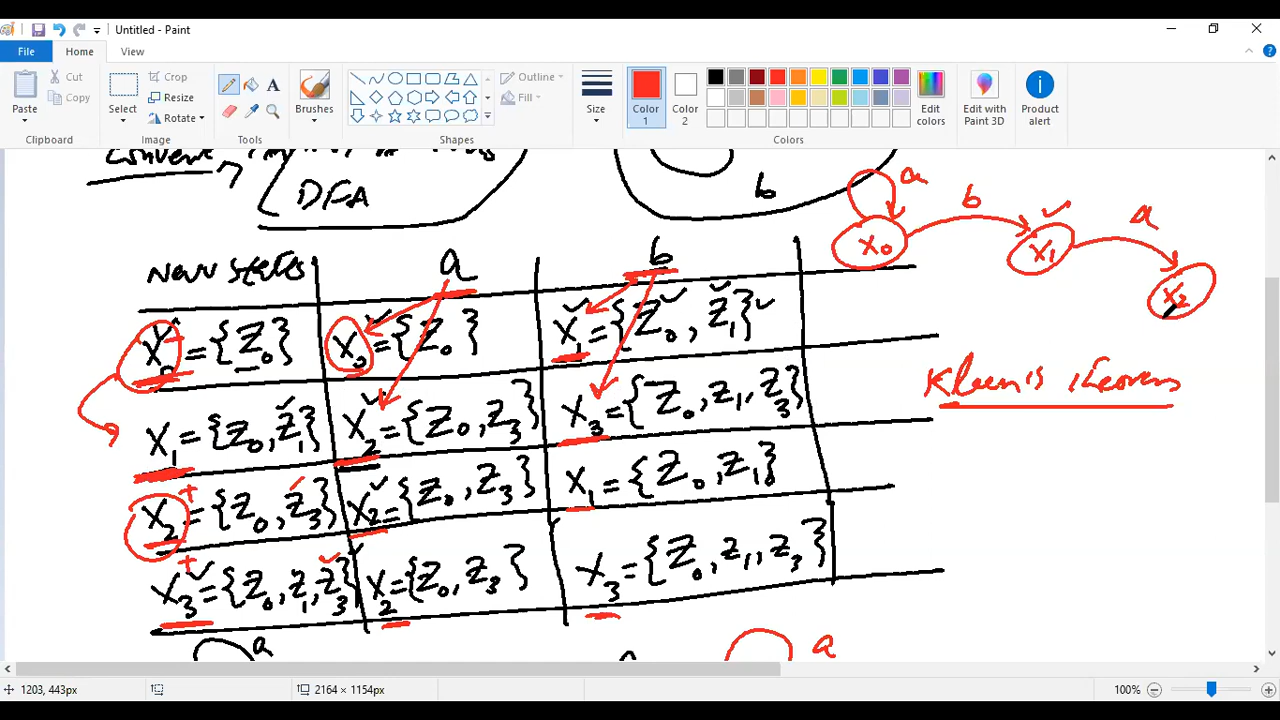 Untitled - Paint
File Home View
Paste
Cut
Copy
Clipboard
Select
Crop
Resize
Rotate
Image
Tools
Brushes
Shapes
Outline
Fill
Size
Color 1
Color 2
Edit colors
Colors
Edit with Paint 3D
Product alert
Convert
DFA
b
a
b
a
X0
X1
X2
New states
a
b
X0 = {Z0}
X0 = {Z0}
X1 = {Z0, Z1}
Kleen's theorem
X1 = {Z0, Z1}
X2 = {Z0, Z3}
X3 = {Z0, Z1, Z3}
X2+ = {Z0, Z3}
X2 = {Z0, Z3}
X1 = {Z0, Z1}
X3+ = {Z0, Z1, Z3}
X2 = {Z0, Z3}
X3 = {Z0, Z1, Z3}
a
a
1203, 443px
2164 × 1154px
100%